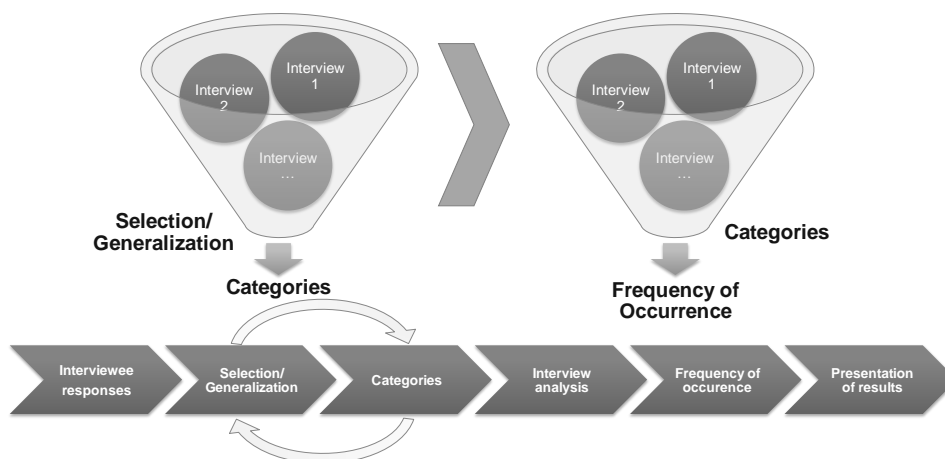 Interview
1
Interview
2
Interview
...
Selection/
Generalization
Categories
Interview
1
Interview
2
Interview
...
Categories
Frequency of
Occurrence
Interviewee
responses
Selection/
Generalization
Categories
Interview
analysis
Frequency of
occurence
Presentation
of results